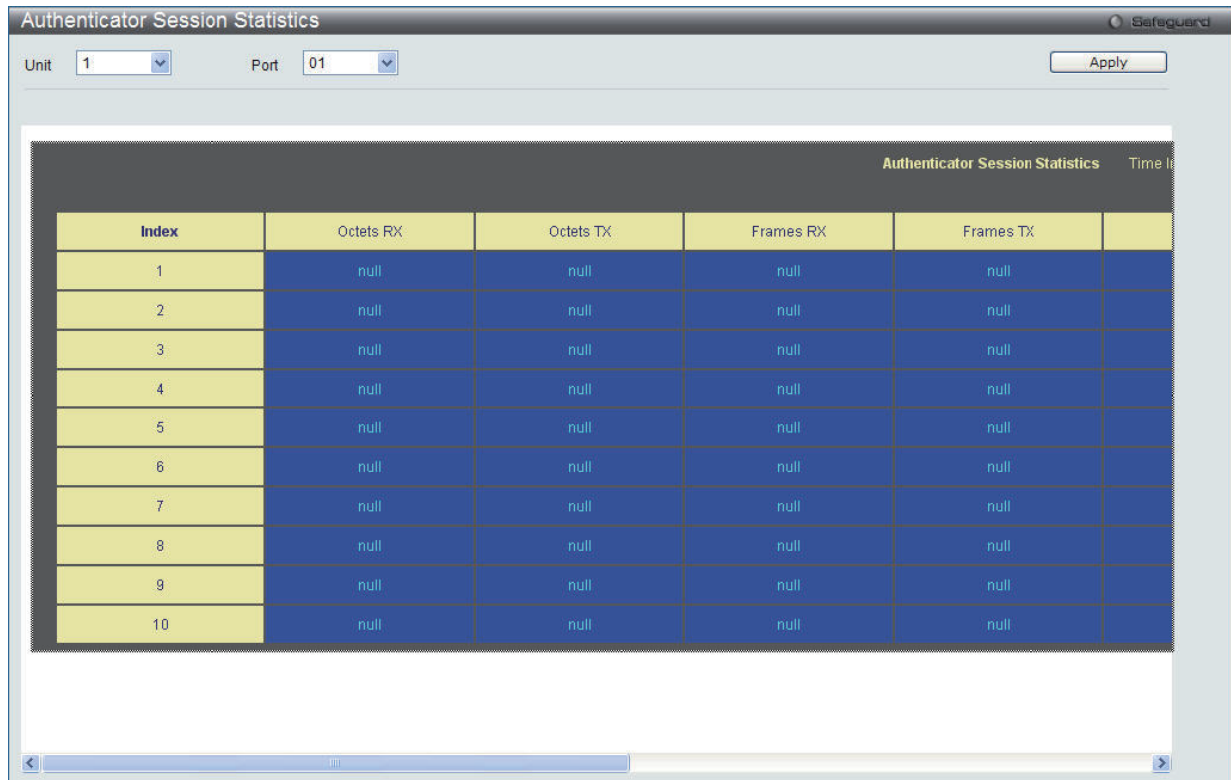 Authenticator Session Statistics
Safeguard
Unit 1 Port 01 Apply
Authenticator Session Statistics Time
Index Octets RX Octets TX Frames RX Frames TX
1 null null null null
2 null null null null
3 null null null null
4 null null null null
5 null null null null
6 null null null null
7 null null null null
8 null null null null
9 null null null null
10 null null null null